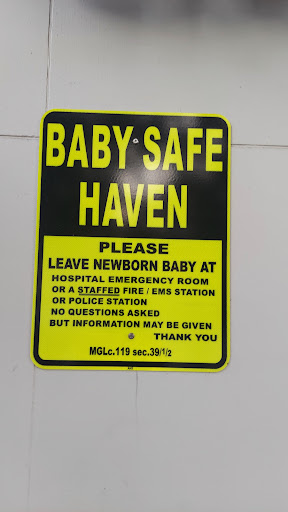 BABY SAFE
HAVEN
PLEASE
LEAVE NEWBORN BABY AT
HOSPITAL EMERGENCY ROOM
OR A STAFFED FIRE / EMS STATION
OR POLICE STATION
NO QUESTIONS ASKED
BUT INFORMATION MAY BE GIVEN
THANK YOU
MGLc.119 sec.39/1/2